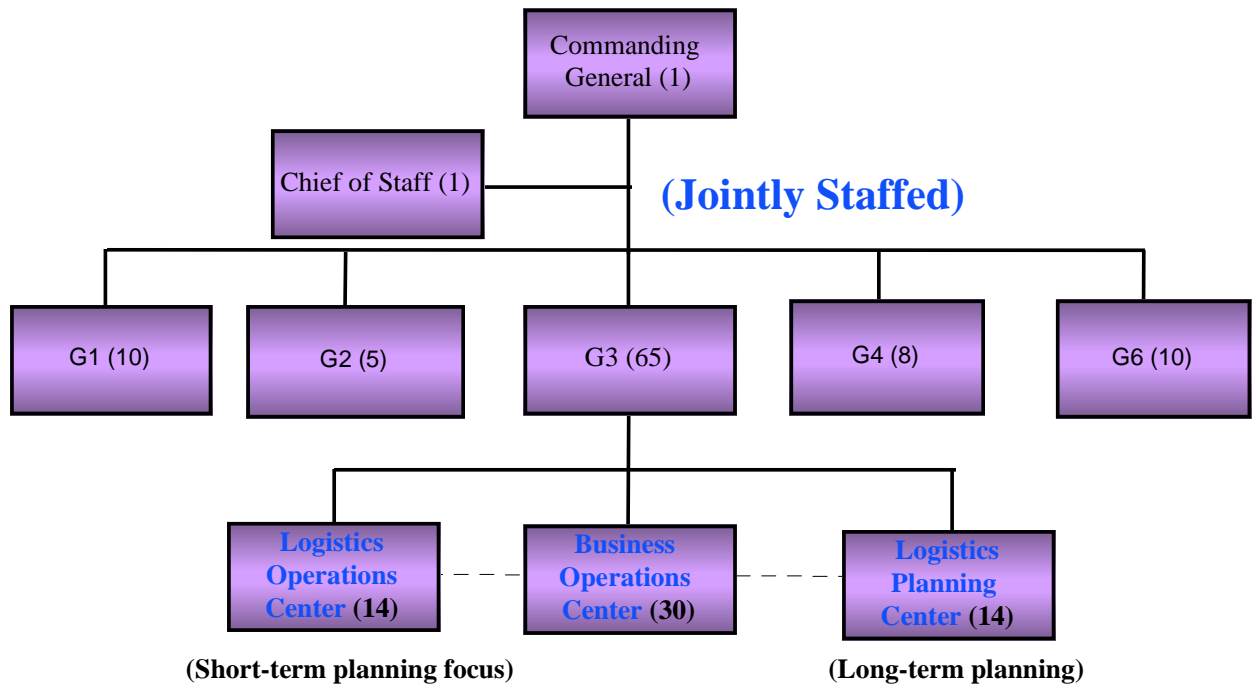 Commanding
General (1)
Chief of Staff (1)
(Jointly Staffed)
G1 (10)
G2 (5)
G3 (65)
G4 (8)
G6 (10)
Logistics
Operations
Center (14)
Business
Operations
Center (30)
Logistics
Planning
Center (14)
(Short-term planning focus)
(Long-term planning)